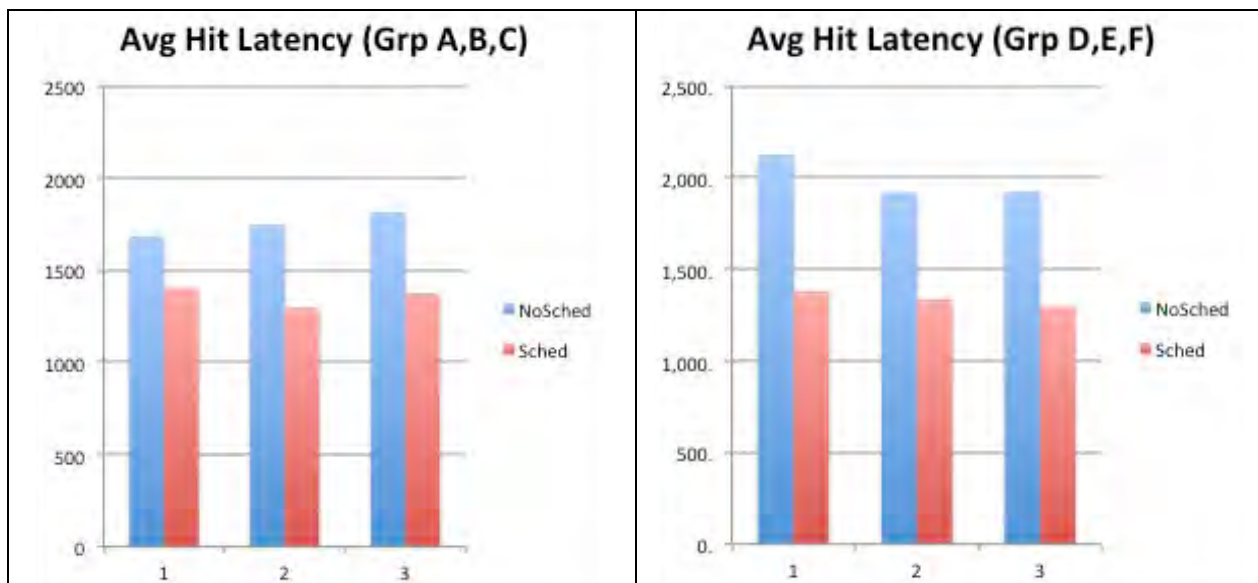 Avg Hit Latency (Grp A,B,C)
2500
2000
1500
1000
500
0
1 2 3
NoSched
Sched
Avg Hit Latency (Grp D,E,F)
2,500.
2,000.
1,500.
1,000.
500.
0.
1 2 3
NoSched
Sched